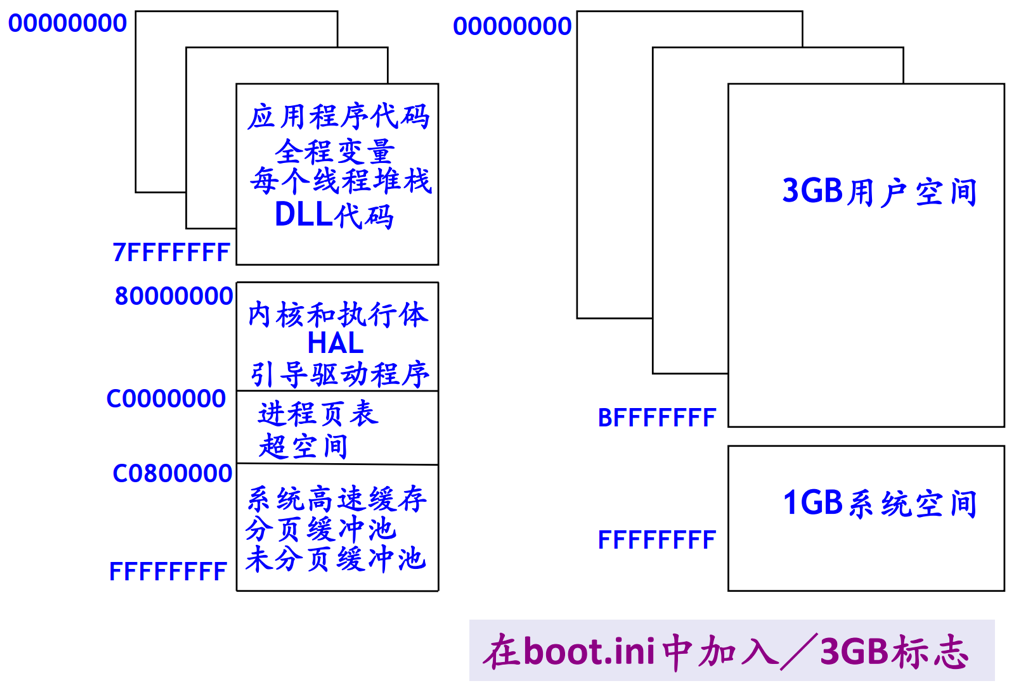 00000000
应用程序代码
全程变量
每个线程堆栈
DLL代码
7FFFFFFF
80000000
内核和执行体
HAL
引导驱动程序
C0000000
进程页表
超空间
C0800000
系统高速缓存
分页缓冲池
未分页缓冲池
FFFFFFFF
00000000
3GB用户空间
BFFFFFFF
1GB系统空间
FFFFFFFF
在boot.ini中加入／3GB标志